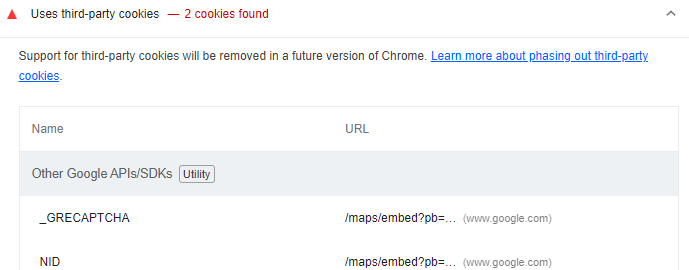 Uses third-party cookies — 2 cookies found
Support for third-party cookies will be removed in a future version of Chrome. Learn more about phasing out third-party
cookies.
Name URL
Other Google APIs/SDKs Utility
_GRECAPTCHA /maps/embed?pb=… (www.google.com)
NID /maps/embed?pb=… (www.google.com)